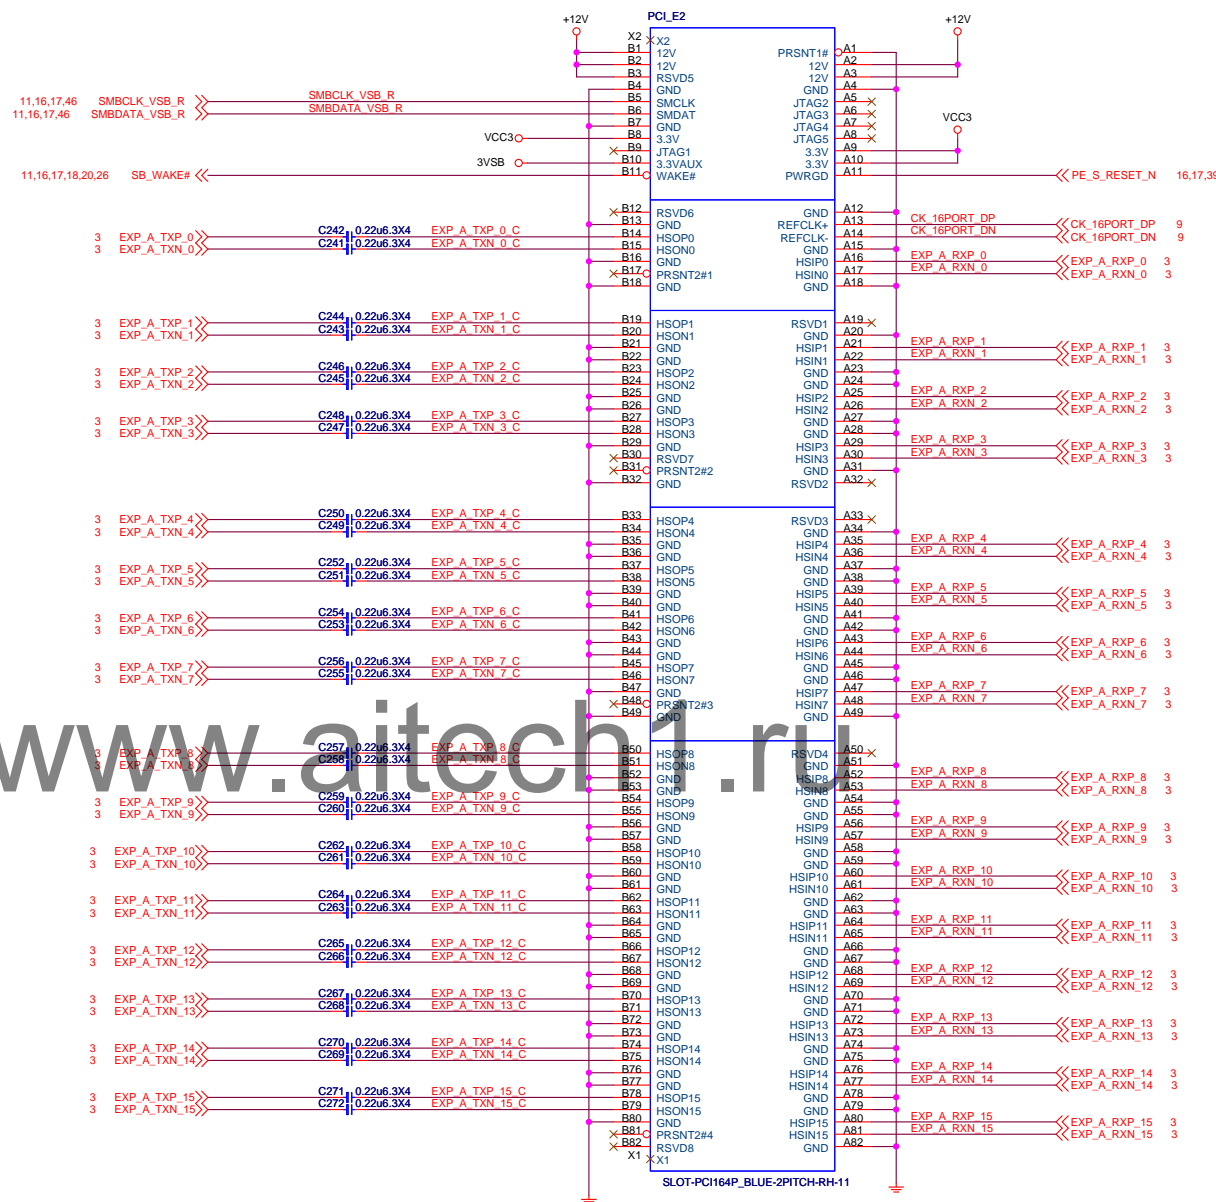 +12V PCI_E2 +12V
X2 X2
B1 12V PRSNT1# A1
B2 12V 12V A2
B3 RSVD5 12V A3
B4 GND GND A4
11,16,17,46 SMBCLK_VSB_R SMBCLK_VSB_R B5 SMCLK JTAG2 A5
11,16,17,46 SMBDATA_VSB_R SMBDATA_VSB_R B6 SMDAT JTAG3 A6
B7 GND JTAG4 A7 VCC3
VCC3 B8 3.3V JTAG5 A8
B9 JTAG1 3.3V A9
3VSB B10 3.3VAUX 3.3V A10
11,16,17,18,20,26 SB_WAKE# B11 WAKE# PWRGD A11 PE_S_RESET_N 16,17,39
B12 RSVD6 GND A12
B13 GND REFCLK+ A13 CK_16PORT_DP CK_16PORT_DP 9
3 EXP_A_TXP_0 C242 0.22u6.3X4 EXP_A_TXP_0_C B14 HSOP0 REFCLK- A14 CK_16PORT_DN CK_16PORT_DN 9
3 EXP_A_TXN_0 C241 0.22u6.3X4 EXP_A_TXN_0_C B15 HSON0 GND A15
B16 GND HSIP0 A16 EXP_A_RXP_0 EXP_A_RXP_0 3
B17 PRSNT2#1 HSIN0 A17 EXP_A_RXN_0 EXP_A_RXN_0 3
B18 GND GND A18
3 EXP_A_TXP_1 C244 0.22u6.3X4 EXP_A_TXP_1_C B19 HSOP1 RSVD1 A19
3 EXP_A_TXN_1 C243 0.22u6.3X4 EXP_A_TXN_1_C B20 HSON1 GND A20
B21 GND HSIP1 A21 EXP_A_RXP_1 EXP_A_RXP_1 3
B22 GND HSIN1 A22 EXP_A_RXN_1 EXP_A_RXN_1 3
3 EXP_A_TXP_2 C246 0.22u6.3X4 EXP_A_TXP_2_C B23 HSOP2 GND A23
3 EXP_A_TXN_2 C245 0.22u6.3X4 EXP_A_TXN_2_C B24 HSON2 GND A24
B25 GND HSIP2 A25 EXP_A_RXP_2 EXP_A_RXP_2 3
B26 GND HSIN2 A26 EXP_A_RXN_2 EXP_A_RXN_2 3
3 EXP_A_TXP_3 C248 0.22u6.3X4 EXP_A_TXP_3_C B27 HSOP3 GND A27
3 EXP_A_TXN_3 C247 0.22u6.3X4 EXP_A_TXN_3_C B28 HSON3 GND A28
B29 GND HSIP3 A29 EXP_A_RXP_3 EXP_A_RXP_3 3
B30 RSVD7 HSIN3 A30 EXP_A_RXN_3 EXP_A_RXN_3 3
B31 PRSNT2#2 GND A31
B32 GND RSVD2 A32
3 EXP_A_TXP_4 C250 0.22u6.3X4 EXP_A_TXP_4_C B33 HSOP4 RSVD3 A33
3 EXP_A_TXN_4 C249 0.22u6.3X4 EXP_A_TXN_4_C B34 HSON4 GND A34
B35 GND HSIP4 A35 EXP_A_RXP_4 EXP_A_RXP_4 3
B36 GND HSIN4 A36 EXP_A_RXN_4 EXP_A_RXN_4 3
3 EXP_A_TXP_5 C252 0.22u6.3X4 EXP_A_TXP_5_C B37 HSOP5 GND A37
3 EXP_A_TXN_5 C251 0.22u6.3X4 EXP_A_TXN_5_C B38 HSON5 GND A38
B39 GND HSIP5 A39 EXP_A_RXP_5 EXP_A_RXP_5 3
B40 GND HSIN5 A40 EXP_A_RXN_5 EXP_A_RXN_5 3
3 EXP_A_TXP_6 C254 0.22u6.3X4 EXP_A_TXP_6_C B41 HSOP6 GND A41
3 EXP_A_TXN_6 C253 0.22u6.3X4 EXP_A_TXN_6_C B42 HSON6 GND A42
B43 GND HSIP6 A43 EXP_A_RXP_6 EXP_A_RXP_6 3
B44 GND HSIN6 A44 EXP_A_RXN_6 EXP_A_RXN_6 3
3 EXP_A_TXP_7 C256 0.22u6.3X4 EXP_A_TXP_7_C B45 HSOP7 GND A45
3 EXP_A_TXN_7 C255 0.22u6.3X4 EXP_A_TXN_7_C B46 HSON7 GND A46
B47 GND HSIP7 A47 EXP_A_RXP_7 EXP_A_RXP_7 3
B48 PRSNT2#3 HSIN7 A48 EXP_A_RXN_7 EXP_A_RXN_7 3
B49 GND GND A49
www.aitech1.ru
3 EXP_A_TXP_8 C257 0.22u6.3X4 EXP_A_TXP_8_C B50 HSOP8 RSVD4 A50
3 EXP_A_TXN_8 C258 0.22u6.3X4 EXP_A_TXN_8_C B51 HSON8 GND A51
B52 GND HSIP8 A52 EXP_A_RXP_8 EXP_A_RXP_8 3
B53 GND HSIN8 A53 EXP_A_RXN_8 EXP_A_RXN_8 3
3 EXP_A_TXP_9 C259 0.22u6.3X4 EXP_A_TXP_9_C B54 HSOP9 GND A54
3 EXP_A_TXN_9 C260 0.22u6.3X4 EXP_A_TXN_9_C B55 HSON9 GND A55
B56 GND HSIP9 A56 EXP_A_RXP_9 EXP_A_RXP_9 3
B57 GND HSIN9 A57 EXP_A_RXN_9 EXP_A_RXN_9 3
3 EXP_A_TXP_10 C262 0.22u6.3X4 EXP_A_TXP_10_C B58 HSOP10 GND A58
3 EXP_A_TXN_10 C261 0.22u6.3X4 EXP_A_TXN_10_C B59 HSON10 GND A59
B60 GND HSIP10 A60 EXP_A_RXP_10 EXP_A_RXP_10 3
B61 GND HSIN10 A61 EXP_A_RXN_10 EXP_A_RXN_10 3
3 EXP_A_TXP_11 C264 0.22u6.3X4 EXP_A_TXP_11_C B62 HSOP11 GND A62
3 EXP_A_TXN_11 C263 0.22u6.3X4 EXP_A_TXN_11_C B63 HSON11 GND A63
B64 GND HSIP11 A64 EXP_A_RXP_11 EXP_A_RXP_11 3
B65 GND HSIN11 A65 EXP_A_RXN_11 EXP_A_RXN_11 3
3 EXP_A_TXP_12 C265 0.22u6.3X4 EXP_A_TXP_12_C B66 HSOP12 GND A66
3 EXP_A_TXN_12 C266 0.22u6.3X4 EXP_A_TXN_12_C B67 HSON12 GND A67
B68 GND HSIP12 A68 EXP_A_RXP_12 EXP_A_RXP_12 3
B69 GND HSIN12 A69 EXP_A_RXN_12 EXP_A_RXN_12 3
3 EXP_A_TXP_13 C267 0.22u6.3X4 EXP_A_TXP_13_C B70 HSOP13 GND A70
3 EXP_A_TXN_13 C268 0.22u6.3X4 EXP_A_TXN_13_C B71 HSON13 GND A71
B72 GND HSIP13 A72 EXP_A_RXP_13 EXP_A_RXP_13 3
B73 GND HSIN13 A73 EXP_A_RXN_13 EXP_A_RXN_13 3
3 EXP_A_TXP_14 C270 0.22u6.3X4 EXP_A_TXP_14_C B74 HSOP14 GND A74
3 EXP_A_TXN_14 C269 0.22u6.3X4 EXP_A_TXN_14_C B75 HSON14 GND A75
B76 GND HSIP14 A76 EXP_A_RXP_14 EXP_A_RXP_14 3
B77 GND HSIN14 A77 EXP_A_RXN_14 EXP_A_RXN_14 3
3 EXP_A_TXP_15 C271 0.22u6.3X4 EXP_A_TXP_15_C B78 HSOP15 GND A78
3 EXP_A_TXN_15 C272 0.22u6.3X4 EXP_A_TXN_15_C B79 HSON15 GND A79
B80 GND HSIP15 A80 EXP_A_RXP_15 EXP_A_RXP_15 3
B81 PRSNT2#4 HSIN15 A81 EXP_A_RXN_15 EXP_A_RXN_15 3
B82 RSVD8 GND A82
X1 X1
SLOT-PCI164P_BLUE-2PITCH-RH-11